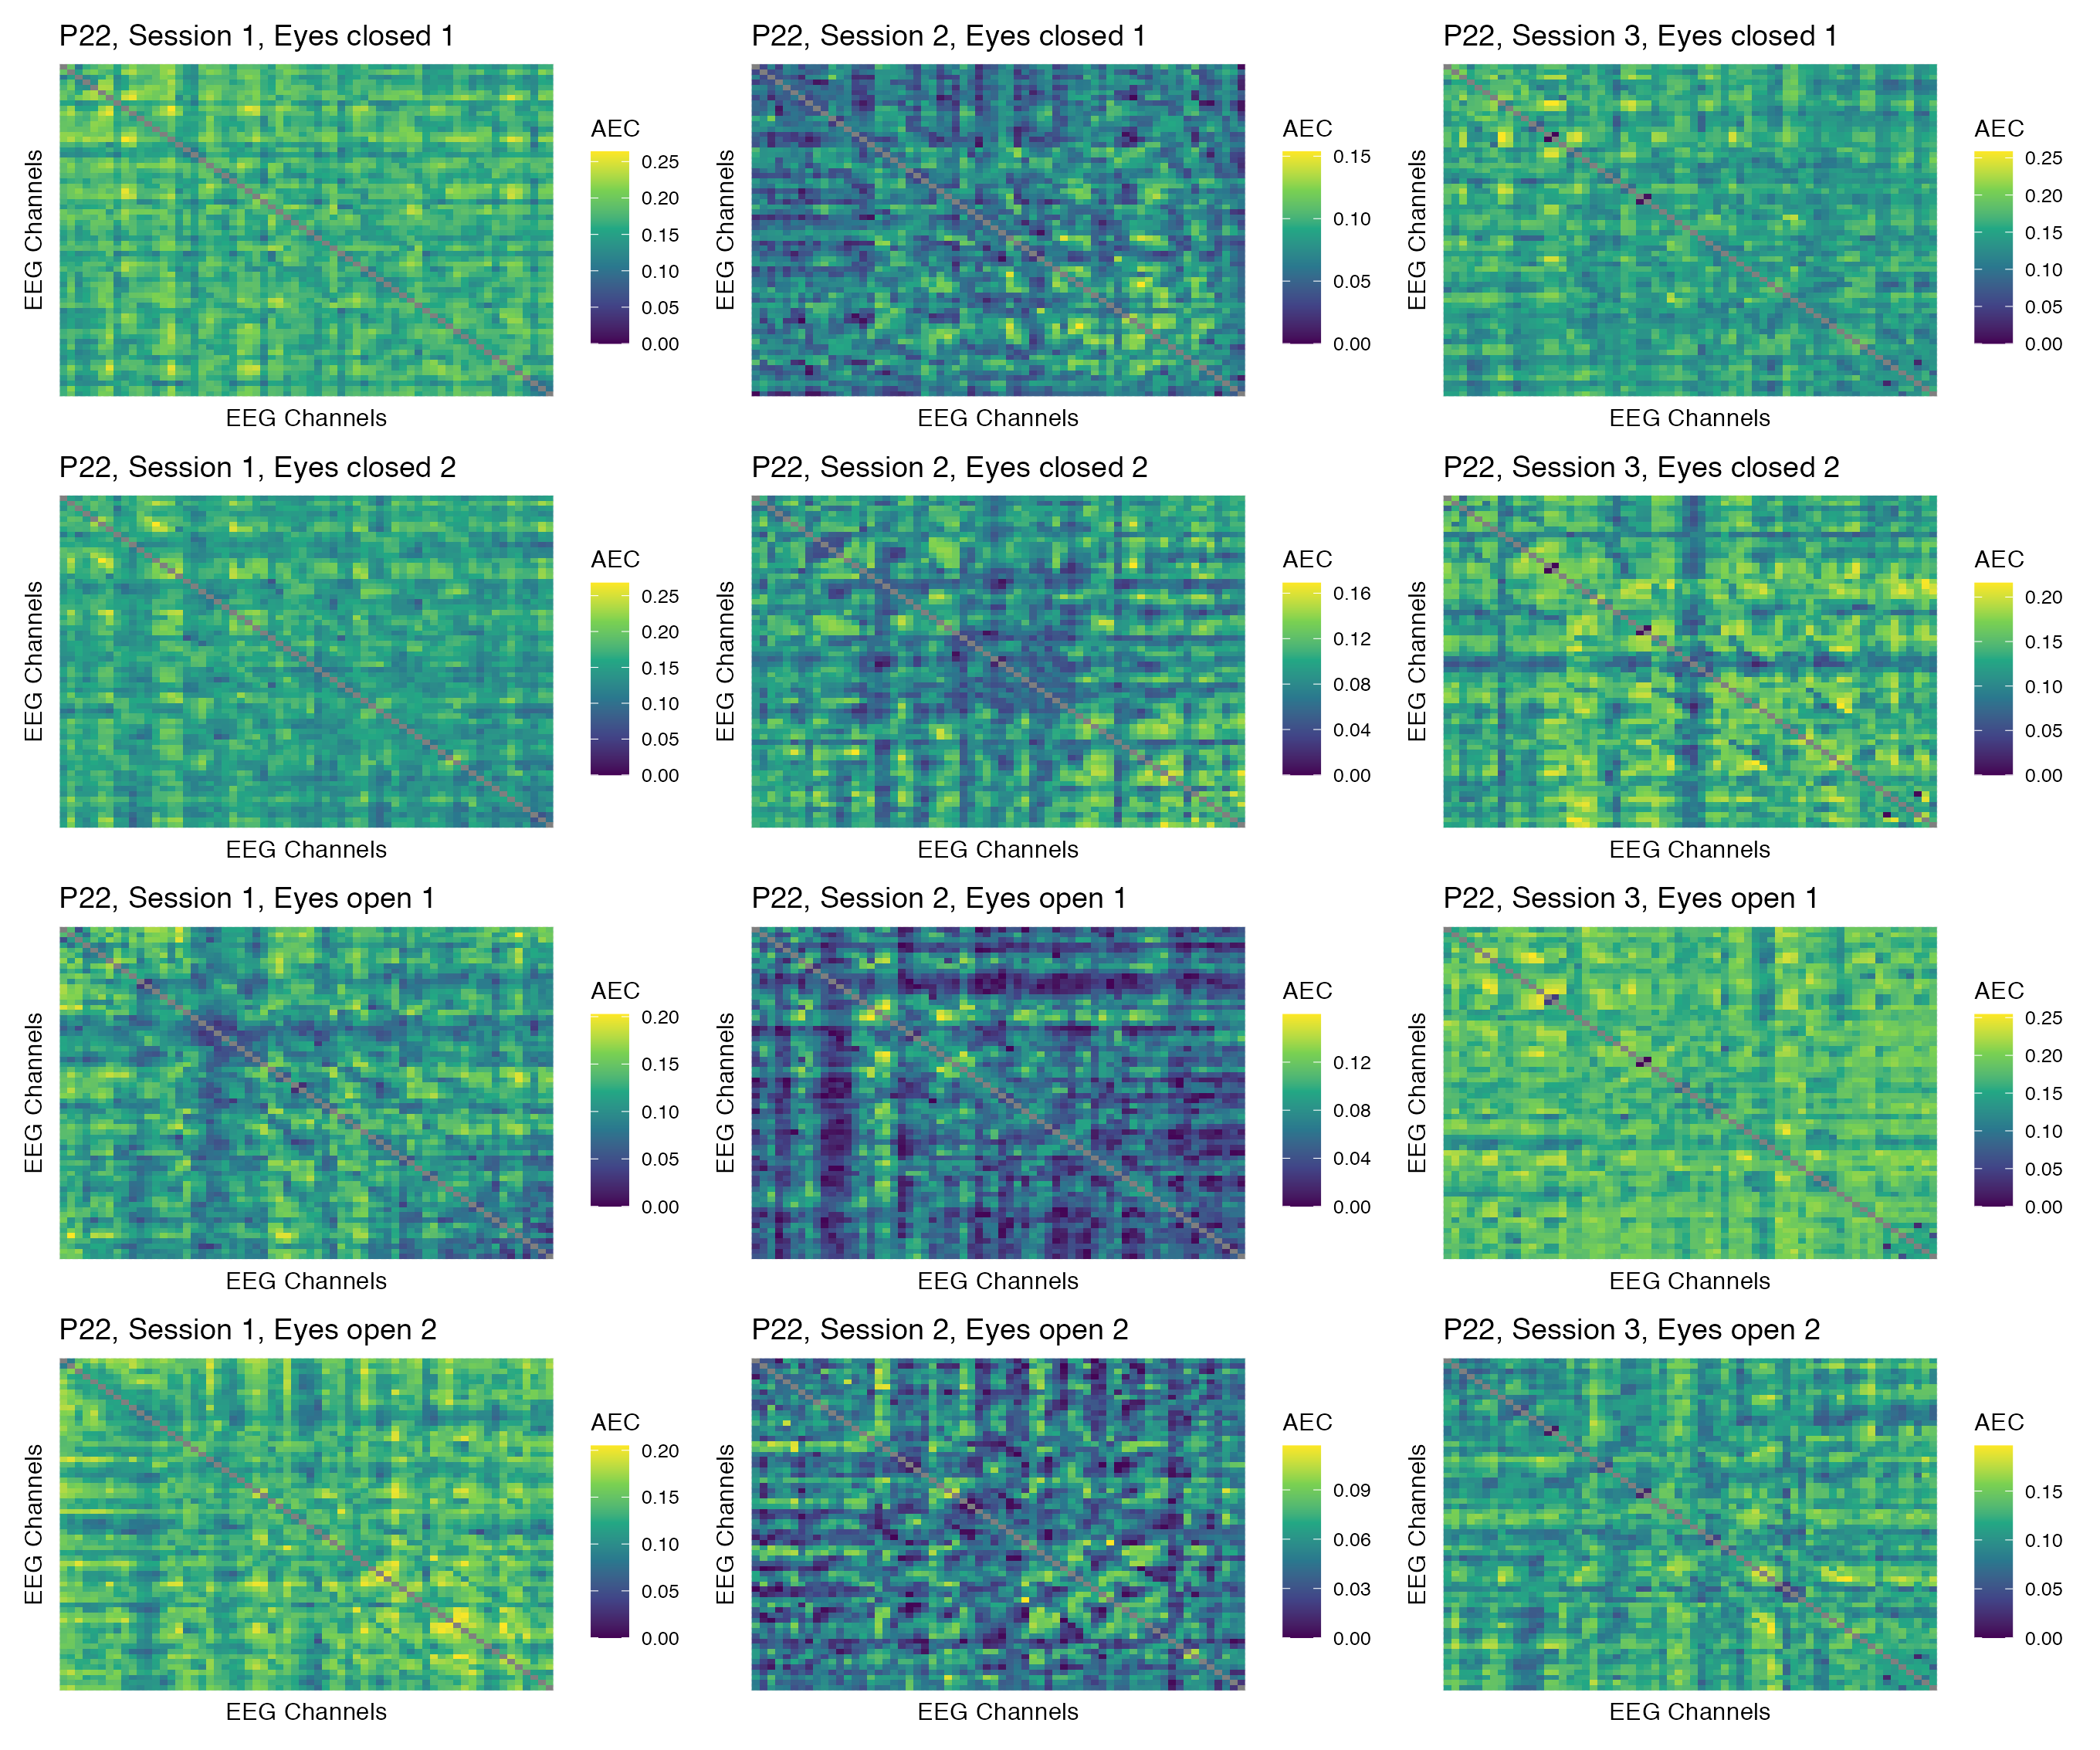 P22, Session 1, Eyes closed 1
EEG Channels
EEG Channels
AEC
0.25
0.20
0.15
0.10
0.05
0.00
P22, Session 2, Eyes closed 1
EEG Channels
EEG Channels
AEC
0.15
0.10
0.05
0.00
P22, Session 3, Eyes closed 1
EEG Channels
EEG Channels
AEC
0.25
0.20
0.15
0.10
0.05
0.00
P22, Session 1, Eyes closed 2
EEG Channels
EEG Channels
AEC
0.25
0.20
0.15
0.10
0.05
0.00
P22, Session 2, Eyes closed 2
EEG Channels
EEG Channels
AEC
0.16
0.12
0.08
0.04
0.00
P22, Session 3, Eyes closed 2
EEG Channels
EEG Channels
AEC
0.20
0.15
0.10
0.05
0.00
P22, Session 1, Eyes open 1
EEG Channels
EEG Channels
AEC
0.20
0.15
0.10
0.05
0.00
P22, Session 2, Eyes open 1
EEG Channels
EEG Channels
AEC
0.12
0.08
0.04
0.00
P22, Session 3, Eyes open 1
EEG Channels
EEG Channels
AEC
0.25
0.20
0.15
0.10
0.05
0.00
P22, Session 1, Eyes open 2
EEG Channels
EEG Channels
AEC
0.20
0.15
0.10
0.05
0.00
P22, Session 2, Eyes open 2
EEG Channels
EEG Channels
AEC
0.09
0.06
0.03
0.00
P22, Session 3, Eyes open 2
EEG Channels
EEG Channels
AEC
0.15
0.10
0.05
0.00